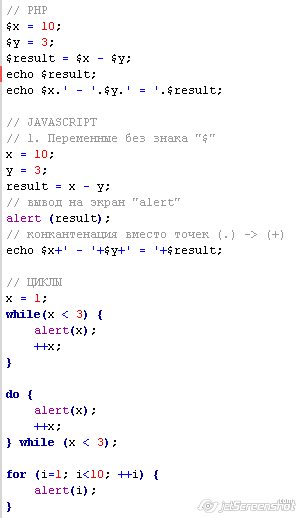 // PHP
$x = 10;
$y = 3;
$result = $x - $y;
echo $result;
echo $x.' - '.$y.' = '.$result;
// JAVASCRIPT
// 1. Переменные без знака "$"
x = 10;
y = 3;
result = x - y;
// вывод на экран "alert"
alert (result);
// конкантенация вместо точек (.) -> (+)
echo $x+' - '+$y+' = '+$result;
// ЦИКЛЫ
x = 1;
while(x < 3) {
alert(x);
++x;
}
do {
alert(x);
++x;
} while (x < 3);
for (i=1; i<10; ++i) {
alert(i);
}
jetScreenshot